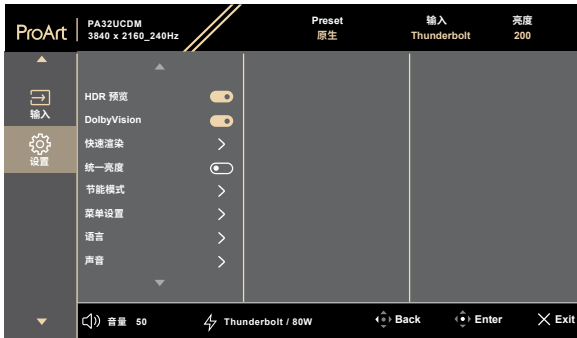 ProArt
PA32UCDM
3840 x 2160_240Hz
Preset
原生
输入
Thunderbolt
亮度
200
输入
设置
HDR 预览
DolbyVision
快速渲染
统一亮度
节能模式
菜单设置
语言
声音
音量 50
Thunderbolt / 80W
Back
Enter
Exit